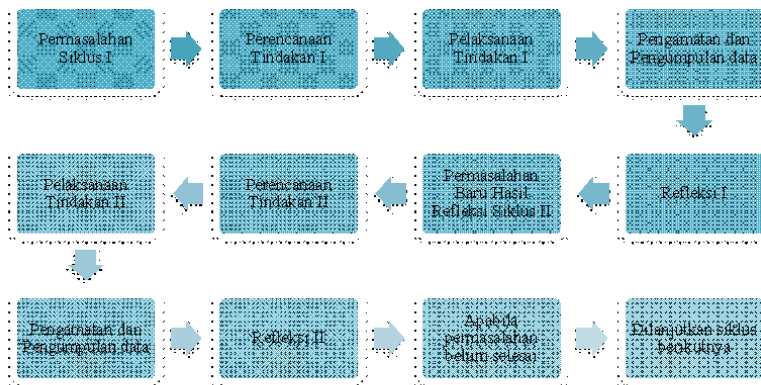 Permasalahan
Siklus I
Perencanaan
Tindakan I
Pelaksanaan
Tindakan I
Pengamatan dan
Pengumpulan data
Refleksi I
Permasalahan
Baru Hasil
Refleksi Siklus II
Perencanaan
Tindakan II
Pelaksanaan
Tindakan II
Pengamatan dan
Pengumpulan data
Refleksi II
Apabila
permasalahan
belum selesai
Dilanjutkan siklus
berikutnya